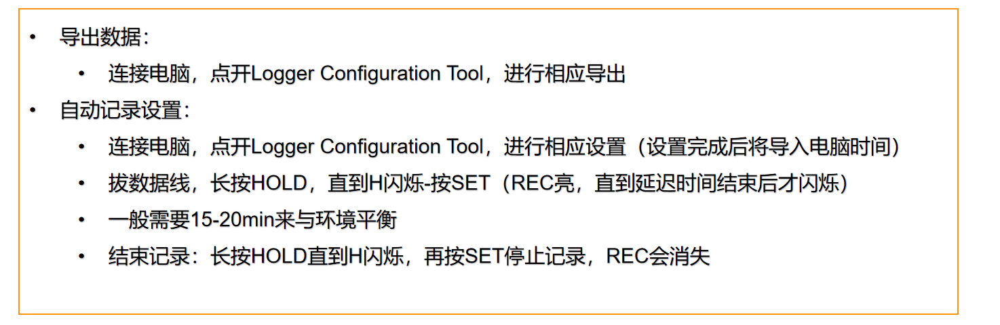 • 导出数据：
• 连接电脑，点开Logger Configuration Tool，进行相应导出
• 自动记录设置：
• 连接电脑，点开Logger Configuration Tool，进行相应设置（设置完成后将导入电脑时间）
• 拔数据线，长按HOLD，直到H闪烁-按SET（REC亮，直到延迟时间结束后才闪烁）
• 一般需要15-20min来与环境平衡
• 结束记录：长按HOLD直到H闪烁，再按SET停止记录，REC会消失